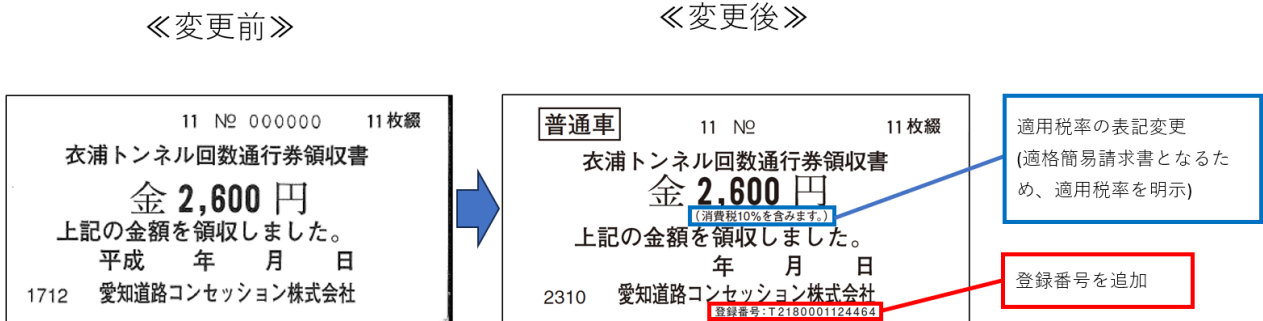 ≪変更前≫
≪変更後≫
11 № 000000 11枚綴
衣浦トンネル回数通行券領収書
金 2,600 円
上記の金額を領収しました。
平成 年 月 日
1712 愛知道路コンセッション株式会社
普通車 11 № 11枚綴
衣浦トンネル回数通行券領収書
金 2,600 円
(消費税10%を含みます。)
上記の金額を領収しました。
年 月 日
2310 愛知道路コンセッション株式会社
登録番号:T2180001124464
適用税率の表記変更
(適格簡易請求書となるた
め、適用税率を明示)
登録番号を追加